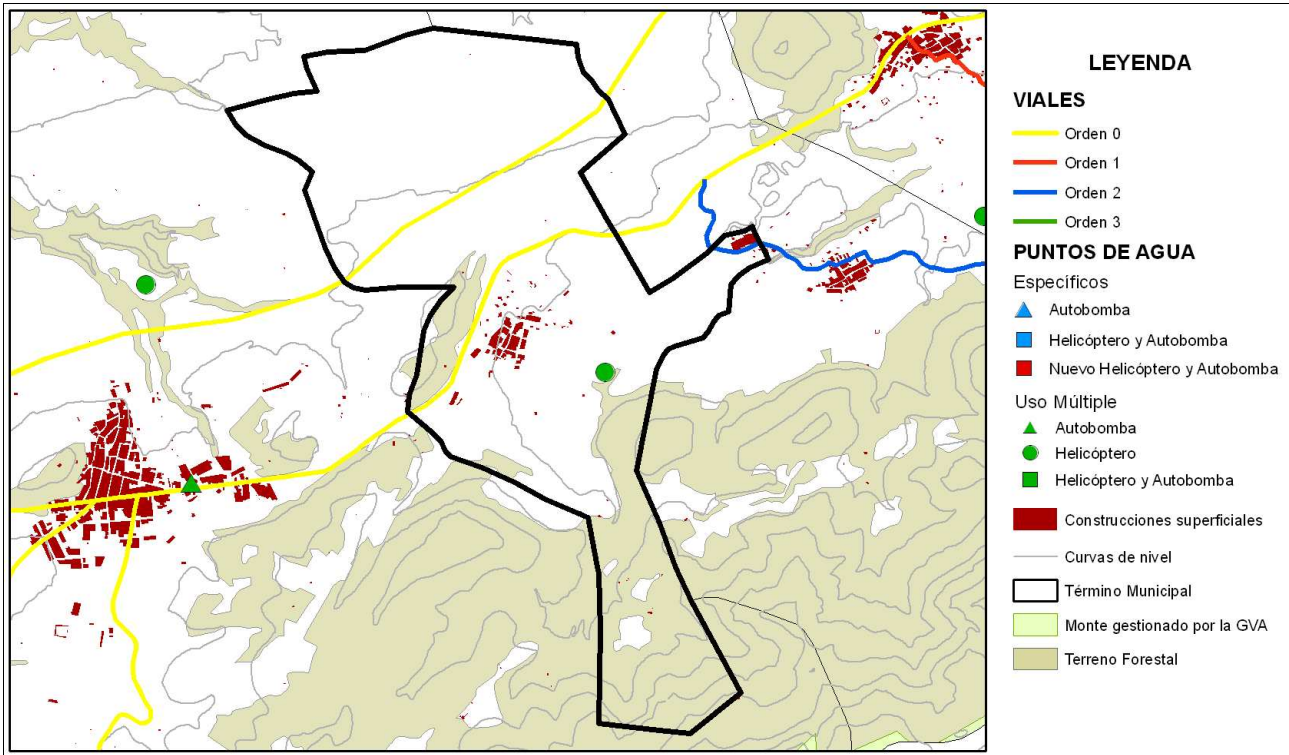 LEYENDA
VIALES
Orden 0
Orden 1
Orden 2
Orden 3
PUNTOS DE AGUA
Específicos
Autobomba
Helicóptero y Autobomba
Nuevo Helicóptero y Autobomba
Uso Múltiple
Autobomba
Helicóptero
Helicóptero y Autobomba
Construcciones superficiales
Curvas de nivel
Término Municipal
Monte gestionado por la GVA
Terreno Forestal